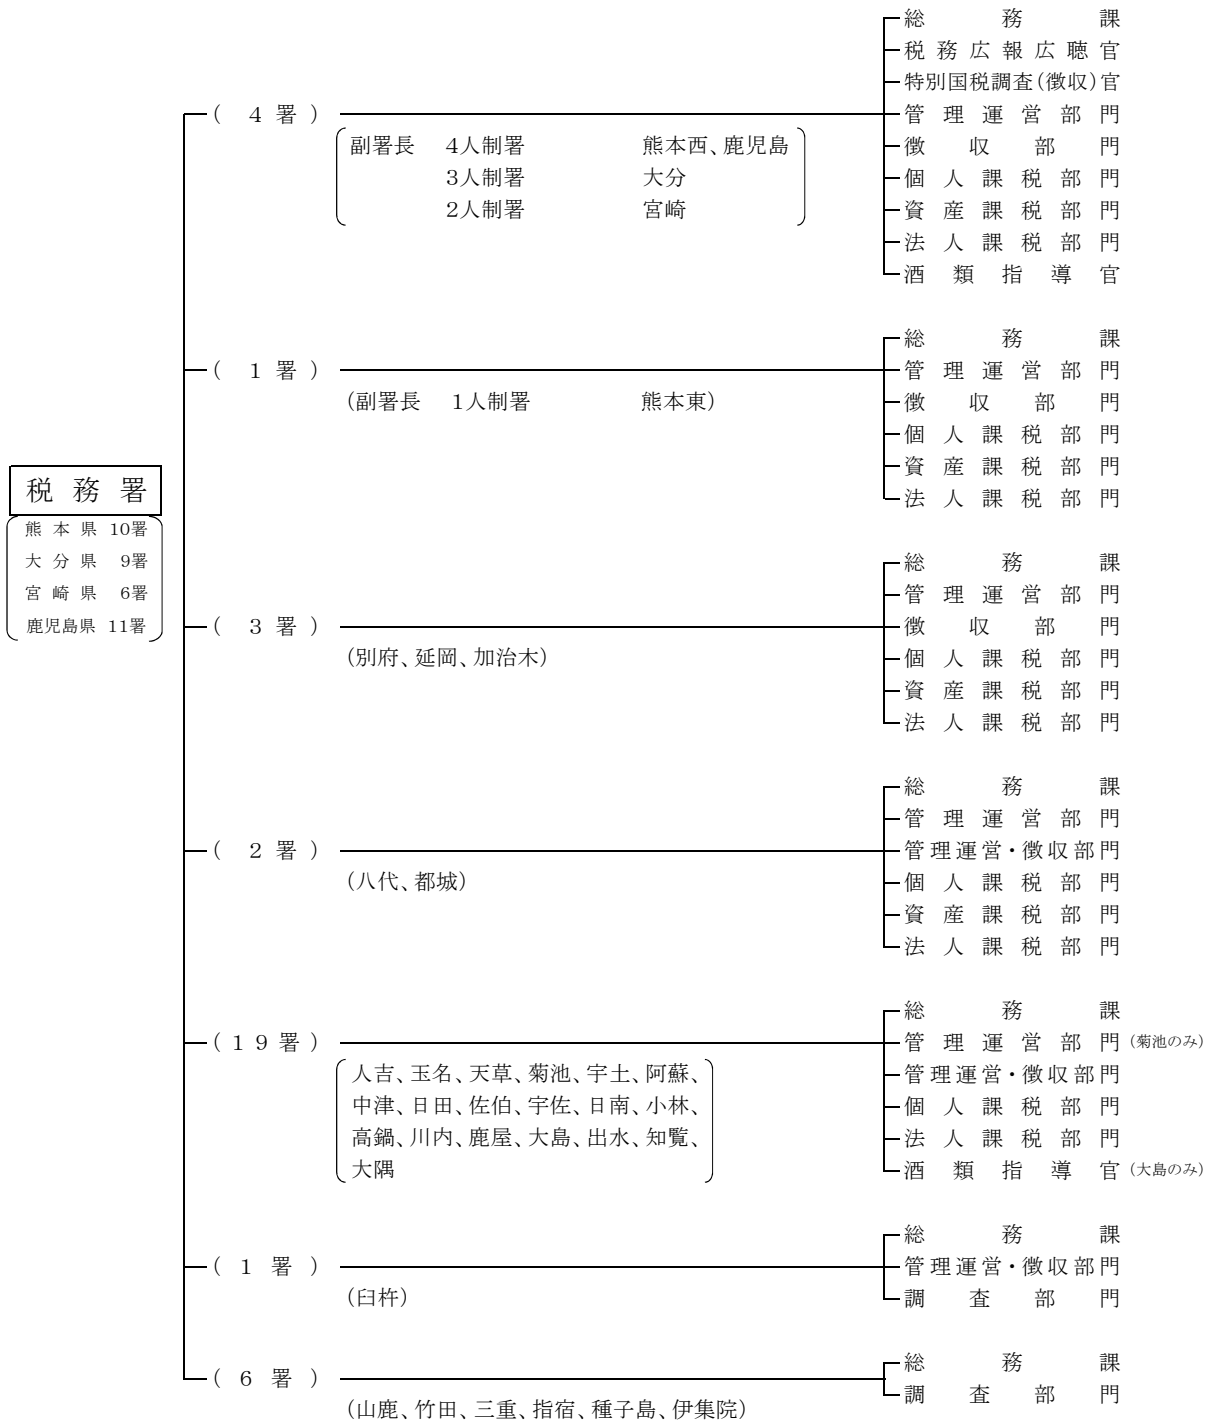 税務署
熊本県 10署
大分県 9署
宮崎県 6署
鹿児島県 11署
(4署)
副署長 4人制署 熊本西、鹿児島
3人制署 大分
2人制署 宮崎
総務課
税務広報広聴官
特別国税調査(徴収)官
管理運営部門
徴収部門
個人課税部門
資産課税部門
法人課税部門
酒類指導官
(1署)
(副署長 1人制署 熊本東)
総務課
管理運営部門
徴収部門
個人課税部門
資産課税部門
法人課税部門
(3署)
(別府、延岡、加治木)
総務課
管理運営部門
徴収部門
個人課税部門
資産課税部門
法人課税部門
(2署)
(八代、都城)
総務課
管理運営部門
管理運営・徴収部門
個人課税部門
資産課税部門
法人課税部門
(19署)
人吉、玉名、天草、菊池、宇土、阿蘇、
中津、日田、佐伯、宇佐、日南、小林、
高鍋、川内、鹿屋、大島、出水、知覧、
大隅
総務課
管理運営部門(菊池のみ)
管理運営・徴収部門
個人課税部門
法人課税部門
酒類指導官(大島のみ)
(1署)
(臼杵)
総務課
管理運営・徴収部門
調査部門
(6署)
(山鹿、竹田、三重、指宿、種子島、伊集院)
総務課
調査部門